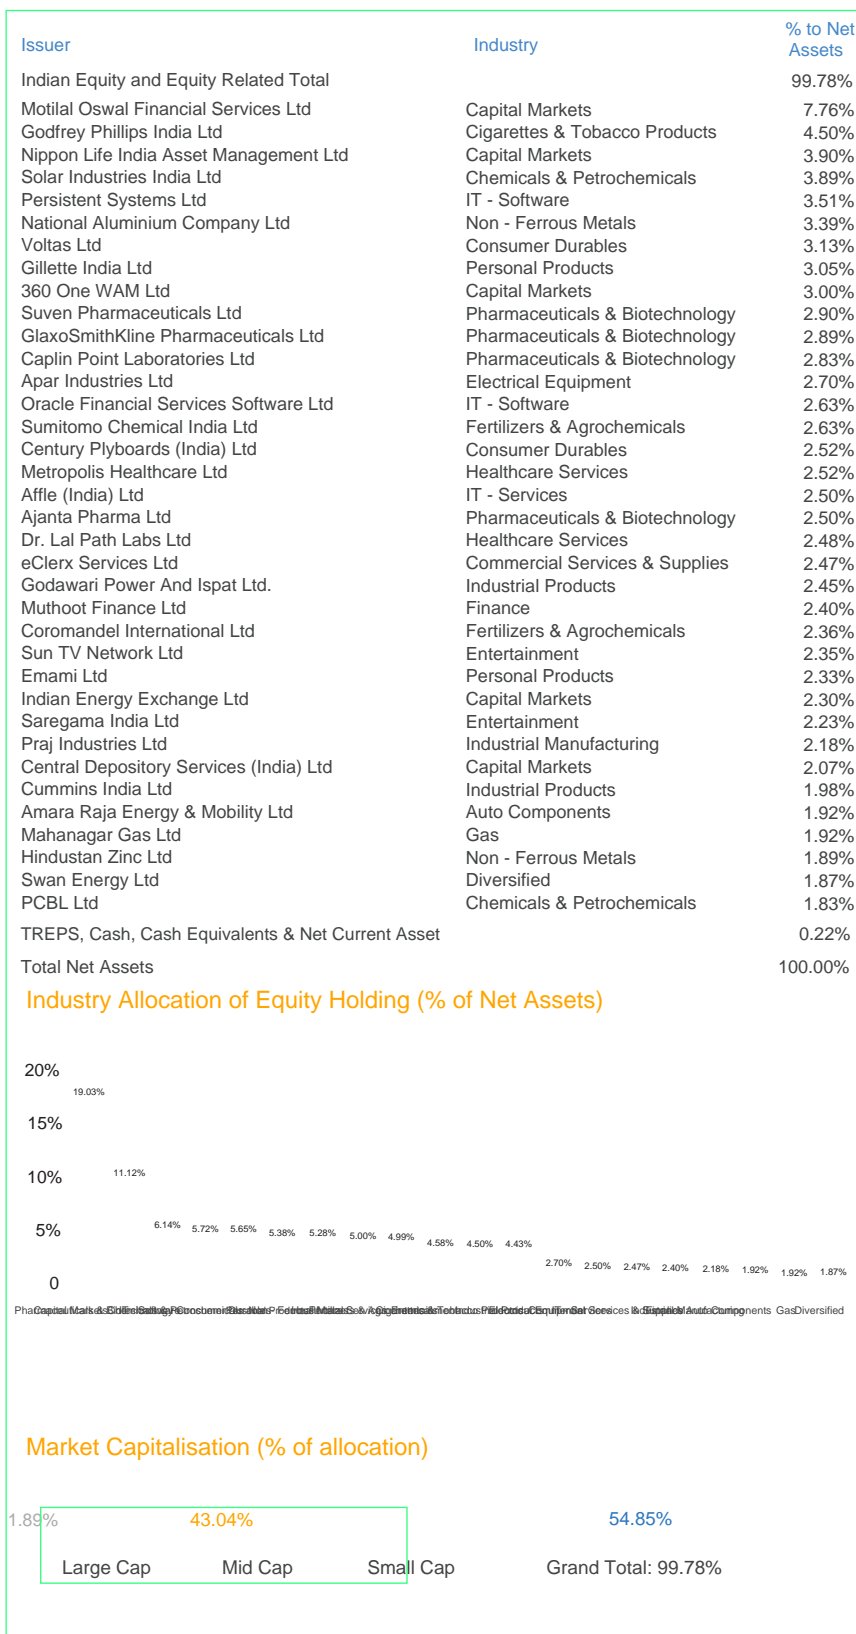 Issuer Industry % to Net Assets
Indian Equity and Equity Related Total 99.78%
Motilal Oswal Financial Services Ltd Capital Markets 7.76%
Godfrey Phillips India Ltd Cigarettes & Tobacco Products 4.50%
Nippon Life India Asset Management Ltd Capital Markets 3.90%
Solar Industries India Ltd Chemicals & Petrochemicals 3.89%
Persistent Systems Ltd IT - Software 3.51%
National Aluminium Company Ltd Non - Ferrous Metals 3.39%
Voltas Ltd Consumer Durables 3.13%
Gillette India Ltd Personal Products 3.05%
360 One WAM Ltd Capital Markets 3.00%
Suven Pharmaceuticals Ltd Pharmaceuticals & Biotechnology 2.90%
GlaxoSmithKline Pharmaceuticals Ltd Pharmaceuticals & Biotechnology 2.89%
Caplin Point Laboratories Ltd Pharmaceuticals & Biotechnology 2.83%
Apar Industries Ltd Electrical Equipment 2.70%
Oracle Financial Services Software Ltd IT - Software 2.63%
Sumitomo Chemical India Ltd Fertilizers & Agrochemicals 2.63%
Century Plyboards (India) Ltd Consumer Durables 2.52%
Metropolis Healthcare Ltd Healthcare Services 2.52%
Affle (India) Ltd IT - Services 2.50%
Ajanta Pharma Ltd Pharmaceuticals & Biotechnology 2.50%
Dr. Lal Path Labs Ltd Healthcare Services 2.48%
eClerx Services Ltd Commercial Services & Supplies 2.47%
Godawari Power And Ispat Ltd. Industrial Products 2.45%
Muthoot Finance Ltd Finance 2.40%
Coromandel International Ltd Fertilizers & Agrochemicals 2.36%
Sun TV Network Ltd Entertainment 2.35%
Emami Ltd Personal Products 2.33%
Indian Energy Exchange Ltd Capital Markets 2.30%
Saregama India Ltd Entertainment 2.23%
Praj Industries Ltd Industrial Manufacturing 2.18%
Central Depository Services (India) Ltd Capital Markets 2.07%
Cummins India Ltd Industrial Products 1.98%
Amara Raja Energy & Mobility Ltd Auto Components 1.92%
Mahanagar Gas Ltd Gas 1.92%
Hindustan Zinc Ltd Non - Ferrous Metals 1.89%
Swan Energy Ltd Diversified 1.87%
PCBL Ltd Chemicals & Petrochemicals 1.83%
TREPS, Cash, Cash Equivalents & Net Current Asset 0.22%
Total Net Assets 100.00%
Industry Allocation of Equity Holding (% of Net Assets)
20%
19.03%
15%
10% 11.12%
5% 6.14% 5.72% 5.65% 5.38% 5.28% 5.00% 4.99% 4.58% 4.50% 4.43%
2.70% 2.50% 2.47% 2.40% 2.18% 1.92% 1.92% 1.87%
0
Gas Diversified
Market Capitalisation (% of allocation)
1.89% 43.04% 54.85%
Large Cap Mid Cap Small Cap Grand Total: 99.78%